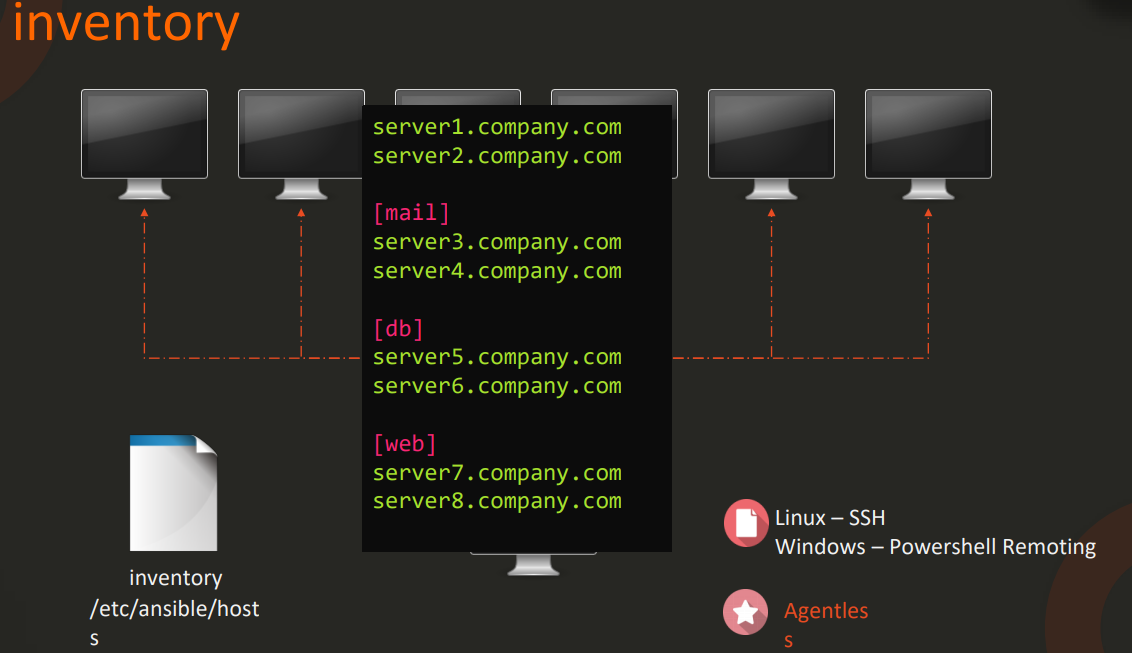 inventory
server1.company.com
server2.company.com
[mail]
server3.company.com
server4.company.com
[db]
server5.company.com
server6.company.com
[web]
server7.company.com
server8.company.com
inventory
/etc/ansible/host
s
Linux – SSH
Windows – Powershell Remoting
Agentles
s